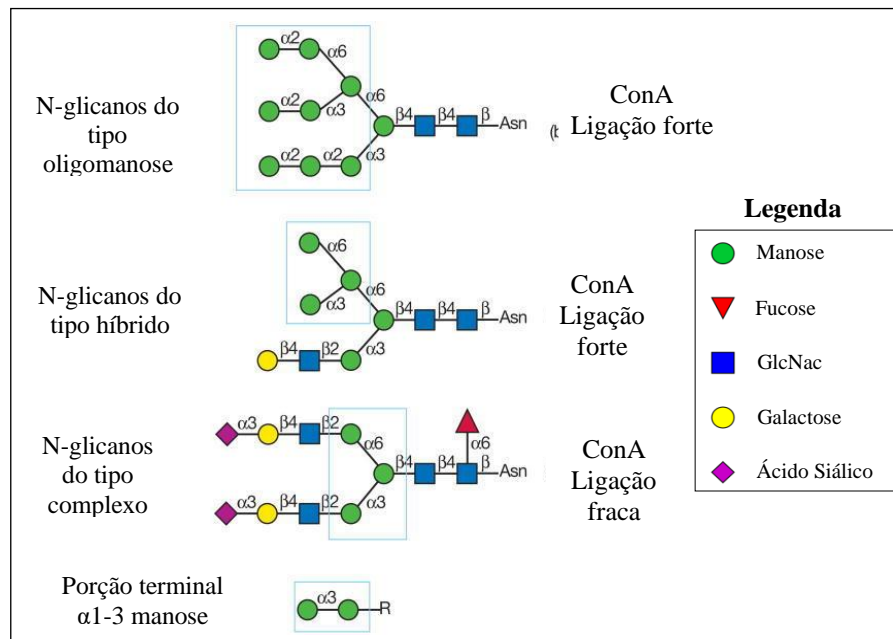 α2
α6
N-glicanos do
tipo
oligomanose
α2
α3
α6
β4
β4
β
Asn
(b
α2
α2
α3
ConA
Ligação forte
N-glicanos do
tipo híbrido
α6
α3
α6
β4
β4
β
Asn
β4
β2
α3
ConA
Ligação
forte
N-glicanos
do tipo
complexo
α3
β4
β2
α6
β4
β4
α6
β
Asn
α3
β4
β2
α3
ConA
Ligação
fraca
Porção terminal
α1-3 manose
α3
R
Legenda
Manose
Fucose
GlcNac
Galactose
Ácido Siálico